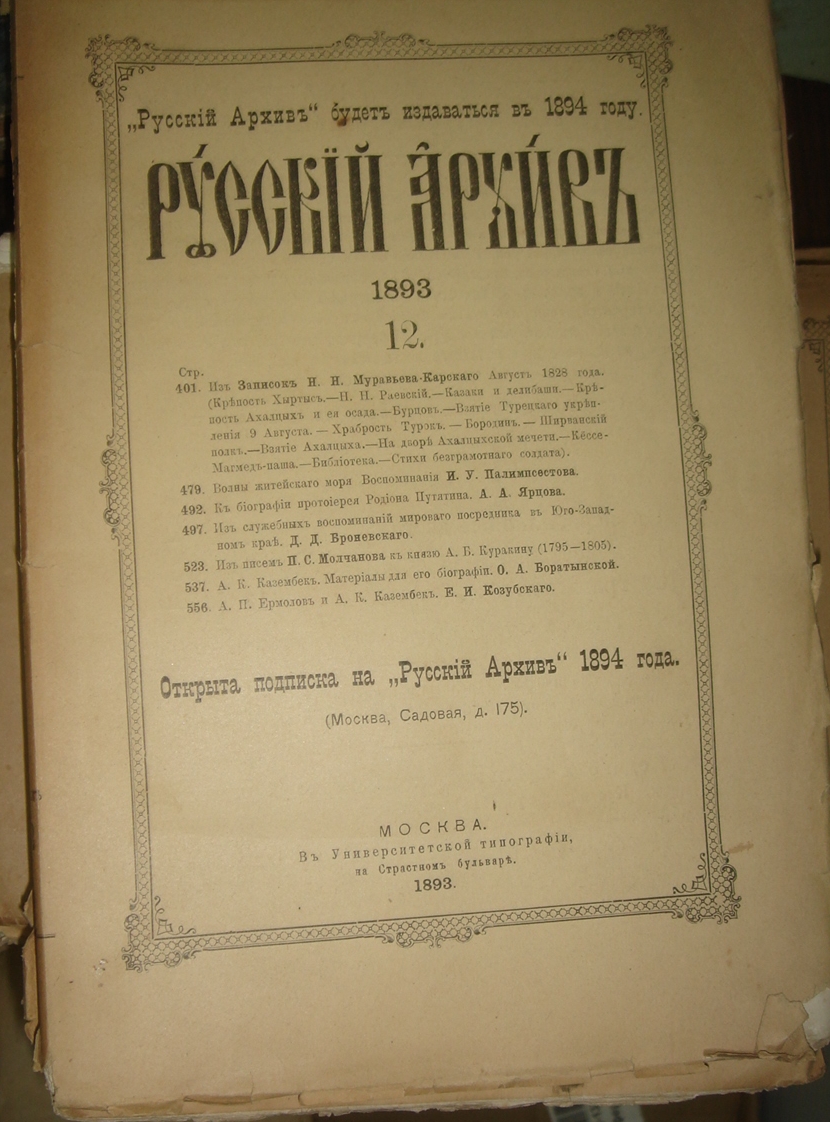 „Русскій Архивъ“ будетъ издаваться въ 1894 году.
РУ́ССКІЙ А҆РХИ́ВЪ
1893
12.
Стр.
401. Изъ Записокъ Н. Н. Муравьева-Карскаго Августъ 1828 года.
(Крѣпость Хыртысъ.—Н. Н. Раевскій.—Казаки и делибаши.—Крѣ-
пость Ахалцыхъ и ея осада.—Бурцовъ.—Взятіе Турецкаго укрѣп-
ленія 9 Августа.—Храбрость Турокъ.—Бородинъ.—Ширванскій
полкъ.—Взятіе Ахалцыха.—На дворѣ Ахалцыхской мечети.—Кёссе-
Магмедъ-паша.—Библіотека.—Стихи безграмотнаго солдата).
479. Волны житейскаго моря Воспоминанія И. У. Палимпсестова.
492. Къ біографіи протоіерея Родіона Путятина. А. А. Ярцова.
497. Изъ служебныхъ воспоминаній мироваго посредника въ Юго-Запад-
номъ краѣ. Д. Д. Броневскаго.
523. Изъ писемъ П. С. Молчанова къ князю А. Б. Куракину (1795—1805).
537. А. К. Казембекъ. Матеріалы для его біографіи. О. А. Боратынской.
556. А. П. Ермоловъ и А. К. Казембекъ. Е. И. Козубскаго.
Открыта подписка на „Русскій Архивъ“ 1894 года.
(Москва, Садовая, д. 175).
МОСКВА.
Въ Университетской типографіи,
на Страстномъ бульварѣ.
1893.